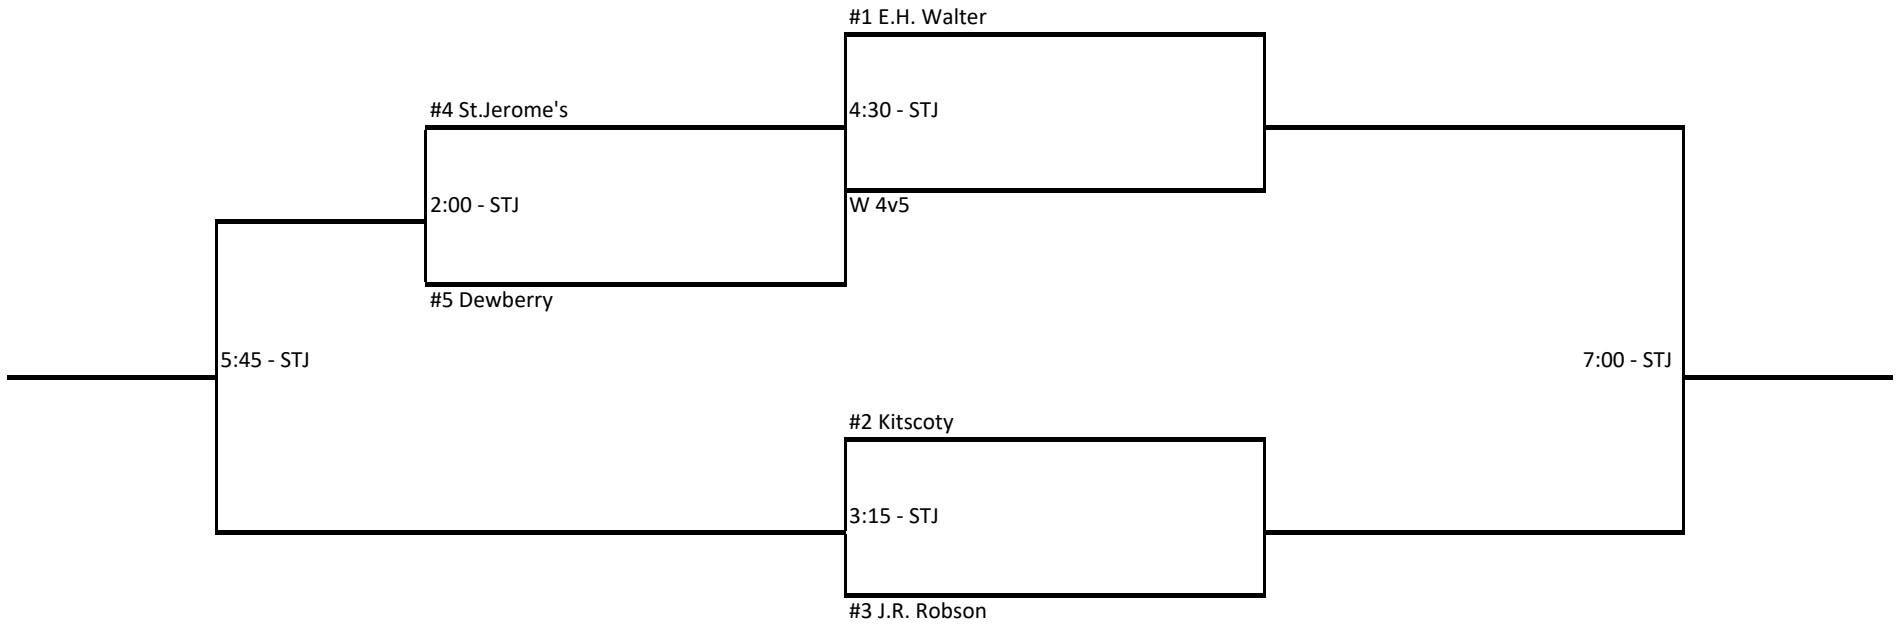 #1 E.H. Walter
#4 St.Jerome's
4:30 - STJ
2:00 - STJ
W 4v5
#5 Dewberry
5:45 - STJ
7:00 - STJ
#2 Kitscoty
3:15 - STJ
#3 J.R. Robson